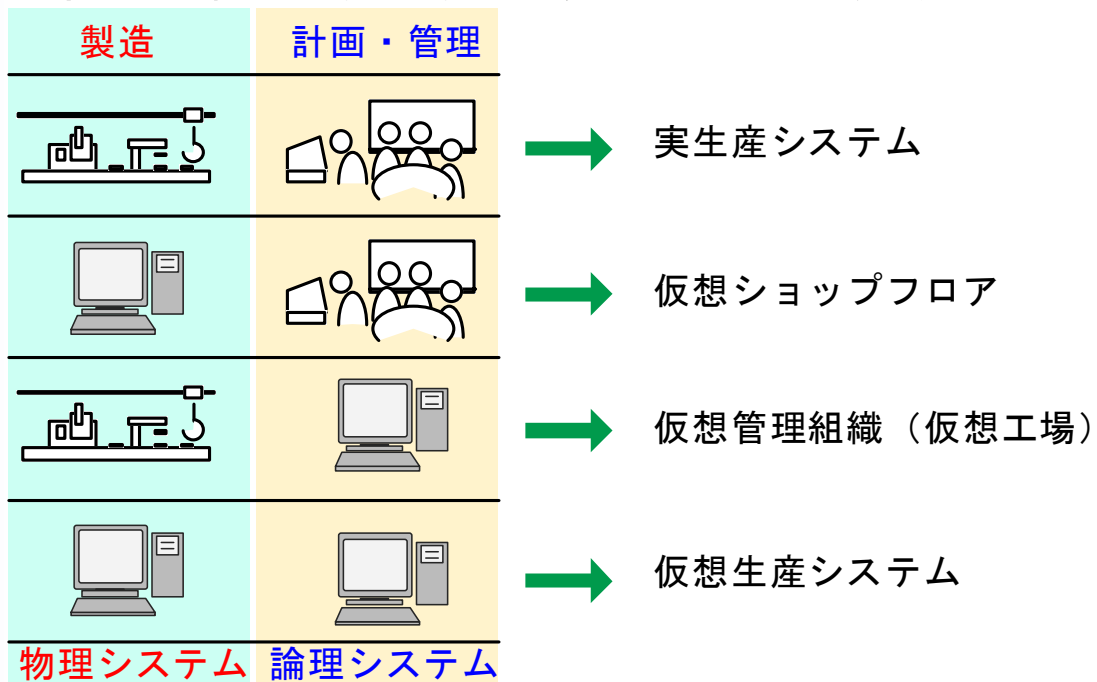 製造 計画・管理
実生産システム
仮想ショップフロア
仮想管理組織（仮想工場）
仮想生産システム
物理システム 論理システム